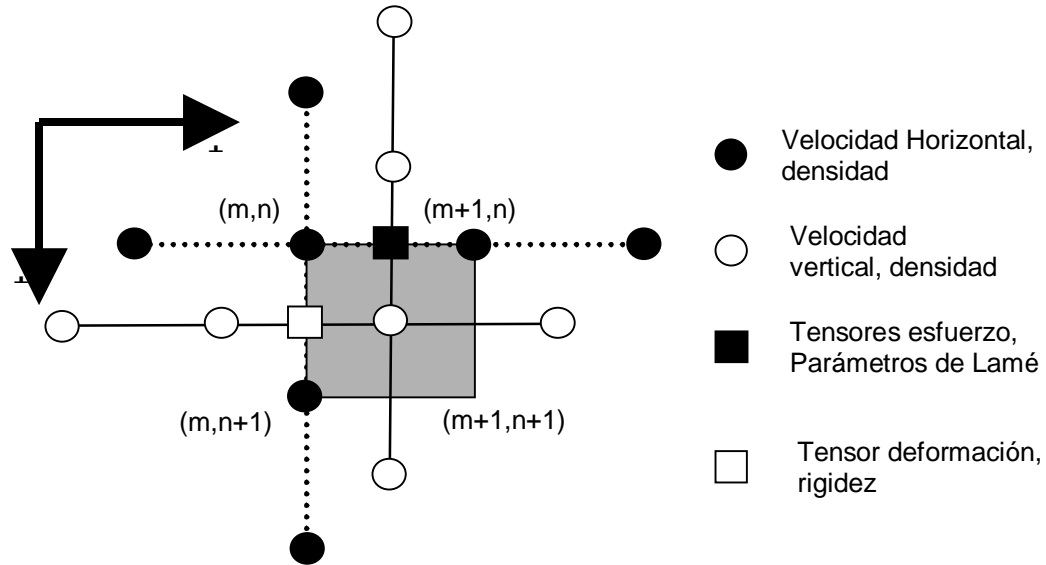 Velocidad Horizontal,
densidad
(m,n)
(m+1,n)
Velocidad
vertical, densidad
Tensores esfuerzo,
Parámetros de Lamé
(m,n+1)
(m+1,n+1)
Tensor deformación,
rigidez